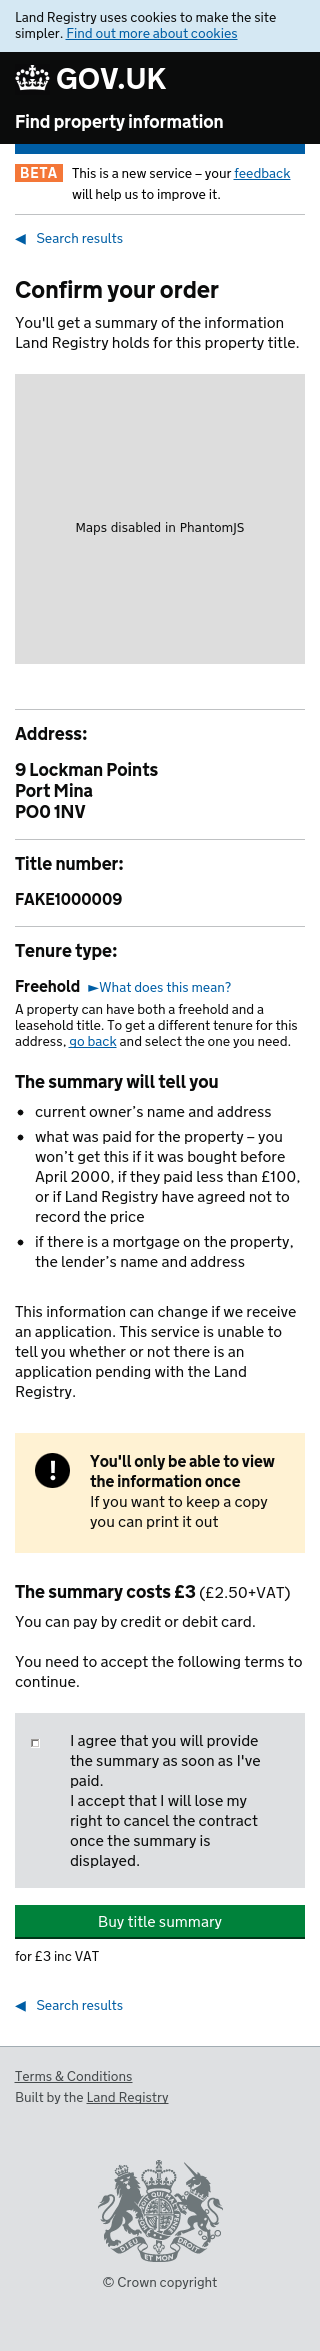 Land Registry uses cookies to make the site
simpler. Find out more about cookies
GOV.UK
Find property information
BETA This is a new service – your feedback
will help us to improve it.
◀ Search results
Confirm your order
You'll get a summary of the information
Land Registry holds for this property title.
Maps disabled in PhantomJS
Address:
9 Lockman Points
Port Mina
PO0 1NV
Title number:
FAKE1000009
Tenure type:
Freehold ►What does this mean?
A property can have both a freehold and a
leasehold title. To get a different tenure for this
address, go back and select the one you need.
The summary will tell you
• current owner’s name and address
• what was paid for the property – you
won’t get this if it was bought before
April 2000, if they paid less than £100,
or if Land Registry have agreed not to
record the price
• if there is a mortgage on the property,
the lender’s name and address
This information can change if we receive
an application. This service is unable to
tell you whether or not there is an
application pending with the Land
Registry.
! You'll only be able to view
the information once
If you want to keep a copy
you can print it out
The summary costs £3 (£2.50+VAT)
You can pay by credit or debit card.
You need to accept the following terms to
continue.
I agree that you will provide
the summary as soon as I've
paid.
I accept that I will lose my
right to cancel the contract
once the summary is
displayed.
Buy title summary
for £3 inc VAT
◀ Search results
Terms & Conditions
Built by the Land Registry
DIEU ET MON DROIT
© Crown copyright